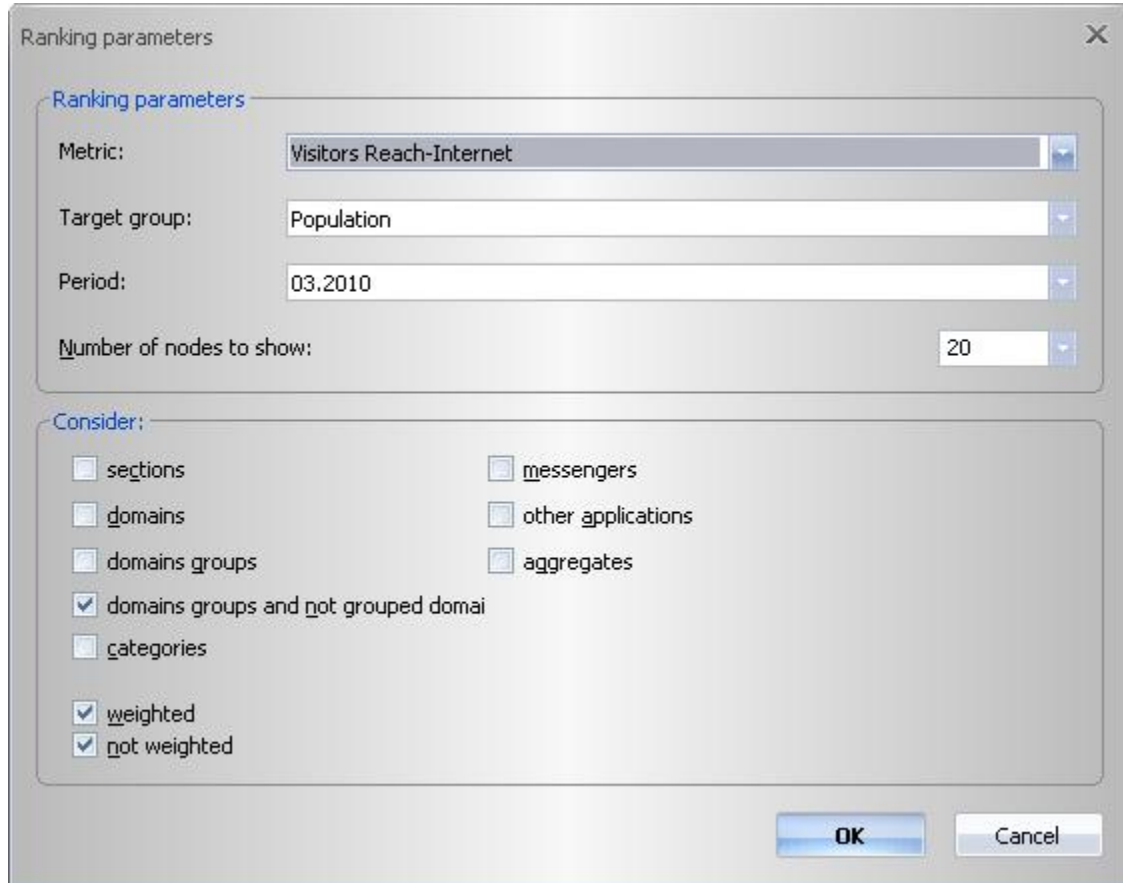 Ranking parameters
Ranking parameters
Metric: Visitors Reach-Internet
Target group: Population
Period: 03.2010
Number of nodes to show: 20
Consider:
sections messengers
domains other applications
domains groups aggregates
domains groups and not grouped domai
categories
weighted
not weighted
OK Cancel